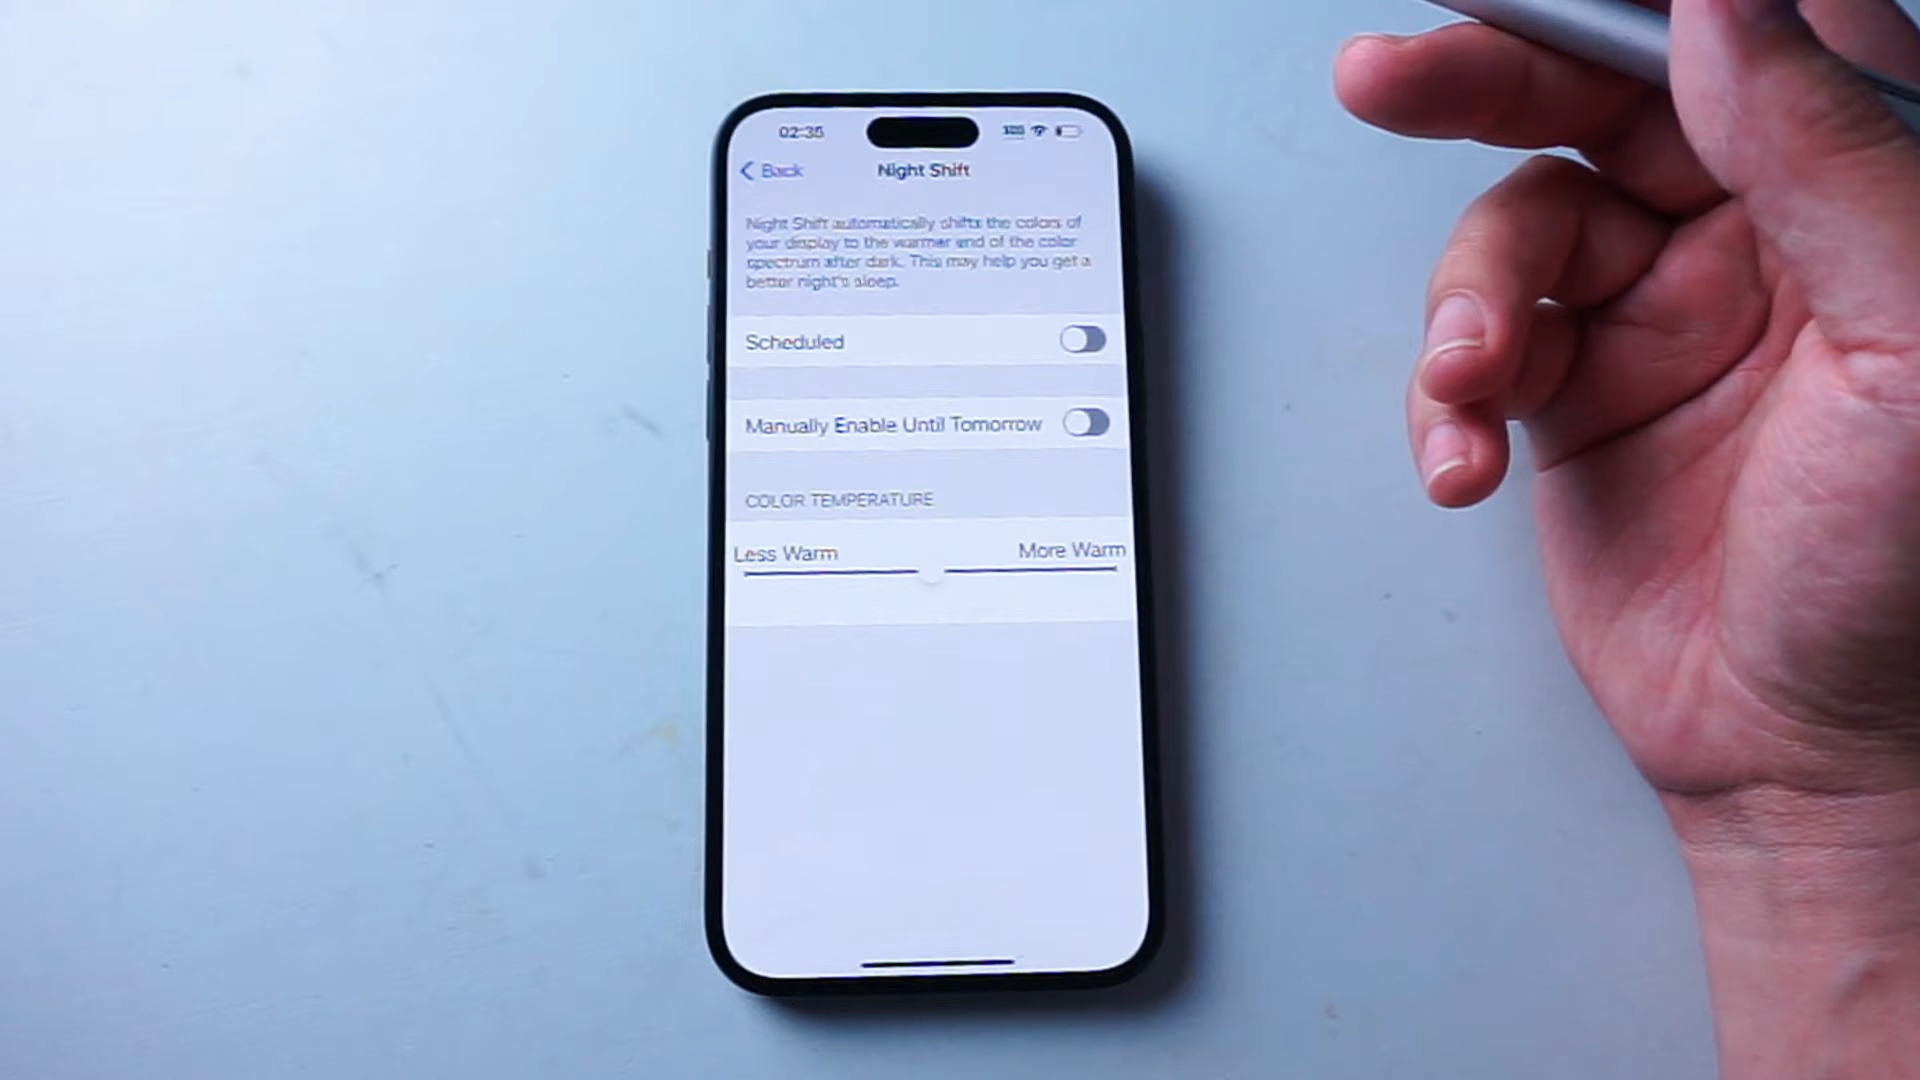 02:35
SOS
Back
Night Shift
Night Shift automatically shifts the colors of
your display to the warmer end of the color
spectrum after dark. This may help you get a
better night's sleep.
Scheduled
Manually Enable Until Tomorrow
COLOR TEMPERATURE
Less Warm
More Warm